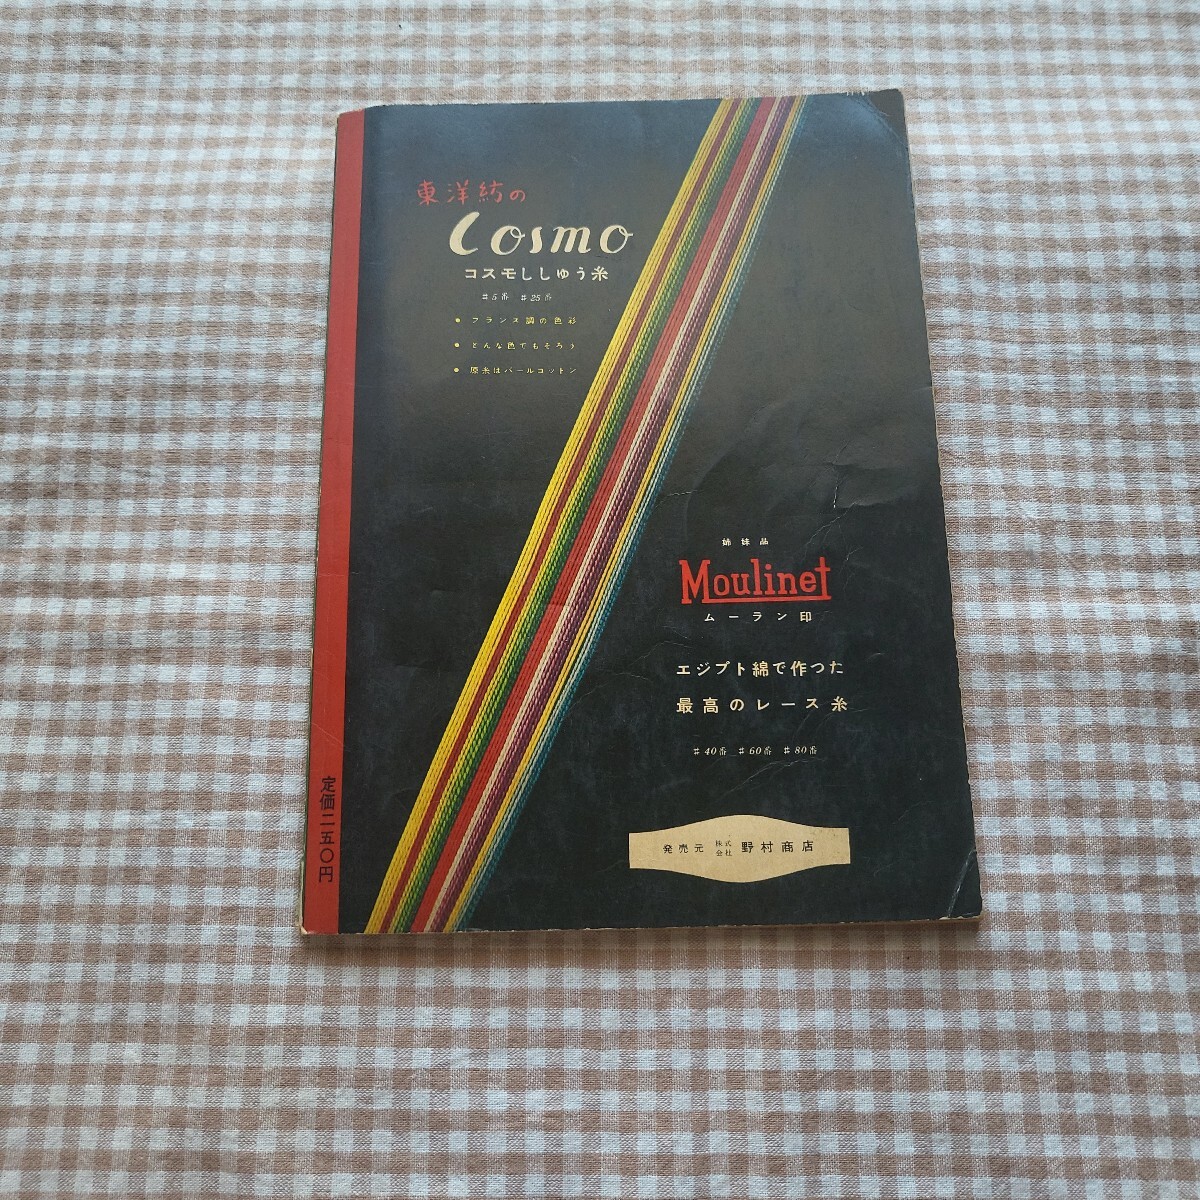 東洋紡の
Cosmo
コスモししゅう糸
#5番 #25番
• フランス調の色彩
• どんな色でもそろう
• 原糸はパールコットン
姉妹品
Moulinet
ムーラン印
エジプト綿で作つた
最高のレース糸
#40番 #60番 #80番
発売元 株式会社 野村商店
定価二五〇円